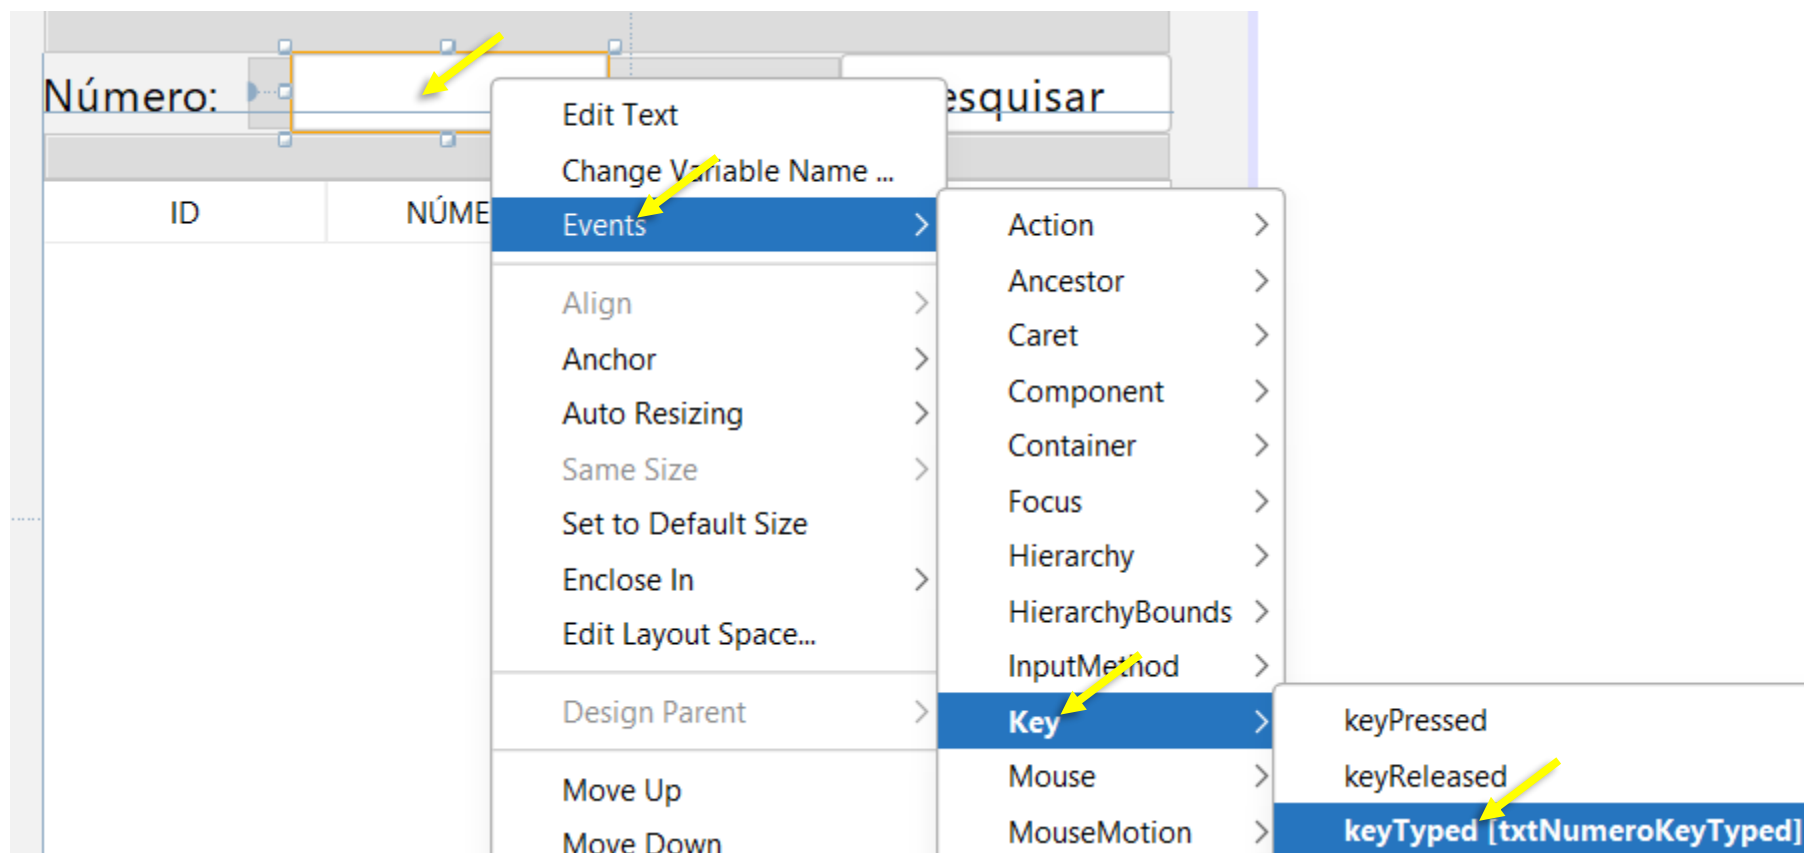 Número:
esquisar
ID
NÚME
Edit Text
Change Variable Name ...
Events
Align
Anchor
Auto Resizing
Same Size
Set to Default Size
Enclose In
Edit Layout Space...
Design Parent
Move Up
Move Down
Action
Ancestor
Caret
Component
Container
Focus
Hierarchy
HierarchyBounds
InputMethod
Key
Mouse
MouseMotion
keyPressed
keyReleased
keyTyped [txtNumeroKeyTyped]